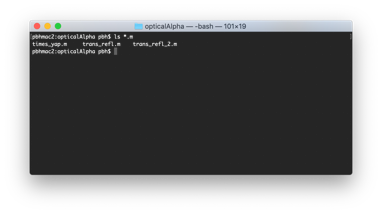 opticalAlpha — -bash — 101×19
pbhmac2:opticalAlpha pbh$ ls *.m
times_yap.m trans_refl.m trans_refl_2.m
pbhmac2:opticalAlpha pbh$